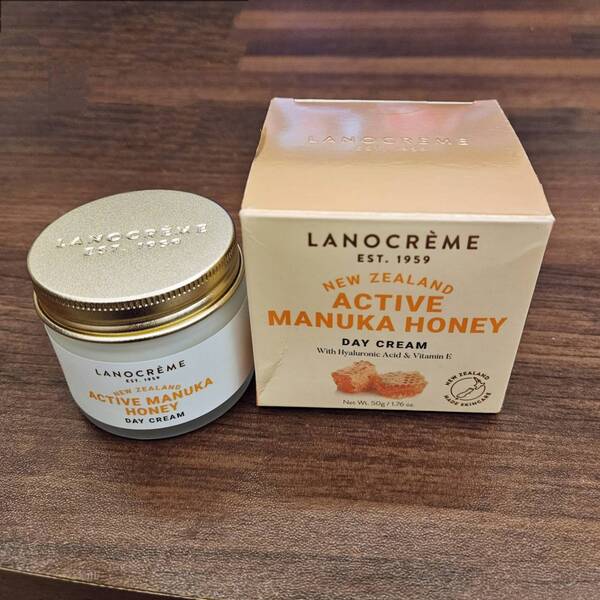 LANOCRÈME
EST. 1959
LANOCRÈME
EST. 1959
NEW ZEALAND
ACTIVE MANUKA
HONEY
DAY CREAM
LANOCRÈME
EST. 1959
LANOCRÈME
EST. 1959
NEW ZEALAND
ACTIVE
MANUKA HONEY
DAY CREAM
With Hyaluronic Acid & Vitamin E
Net Wt. 50g / 1.76 oz.
NEW ZEALAND
MADE SKINCARE